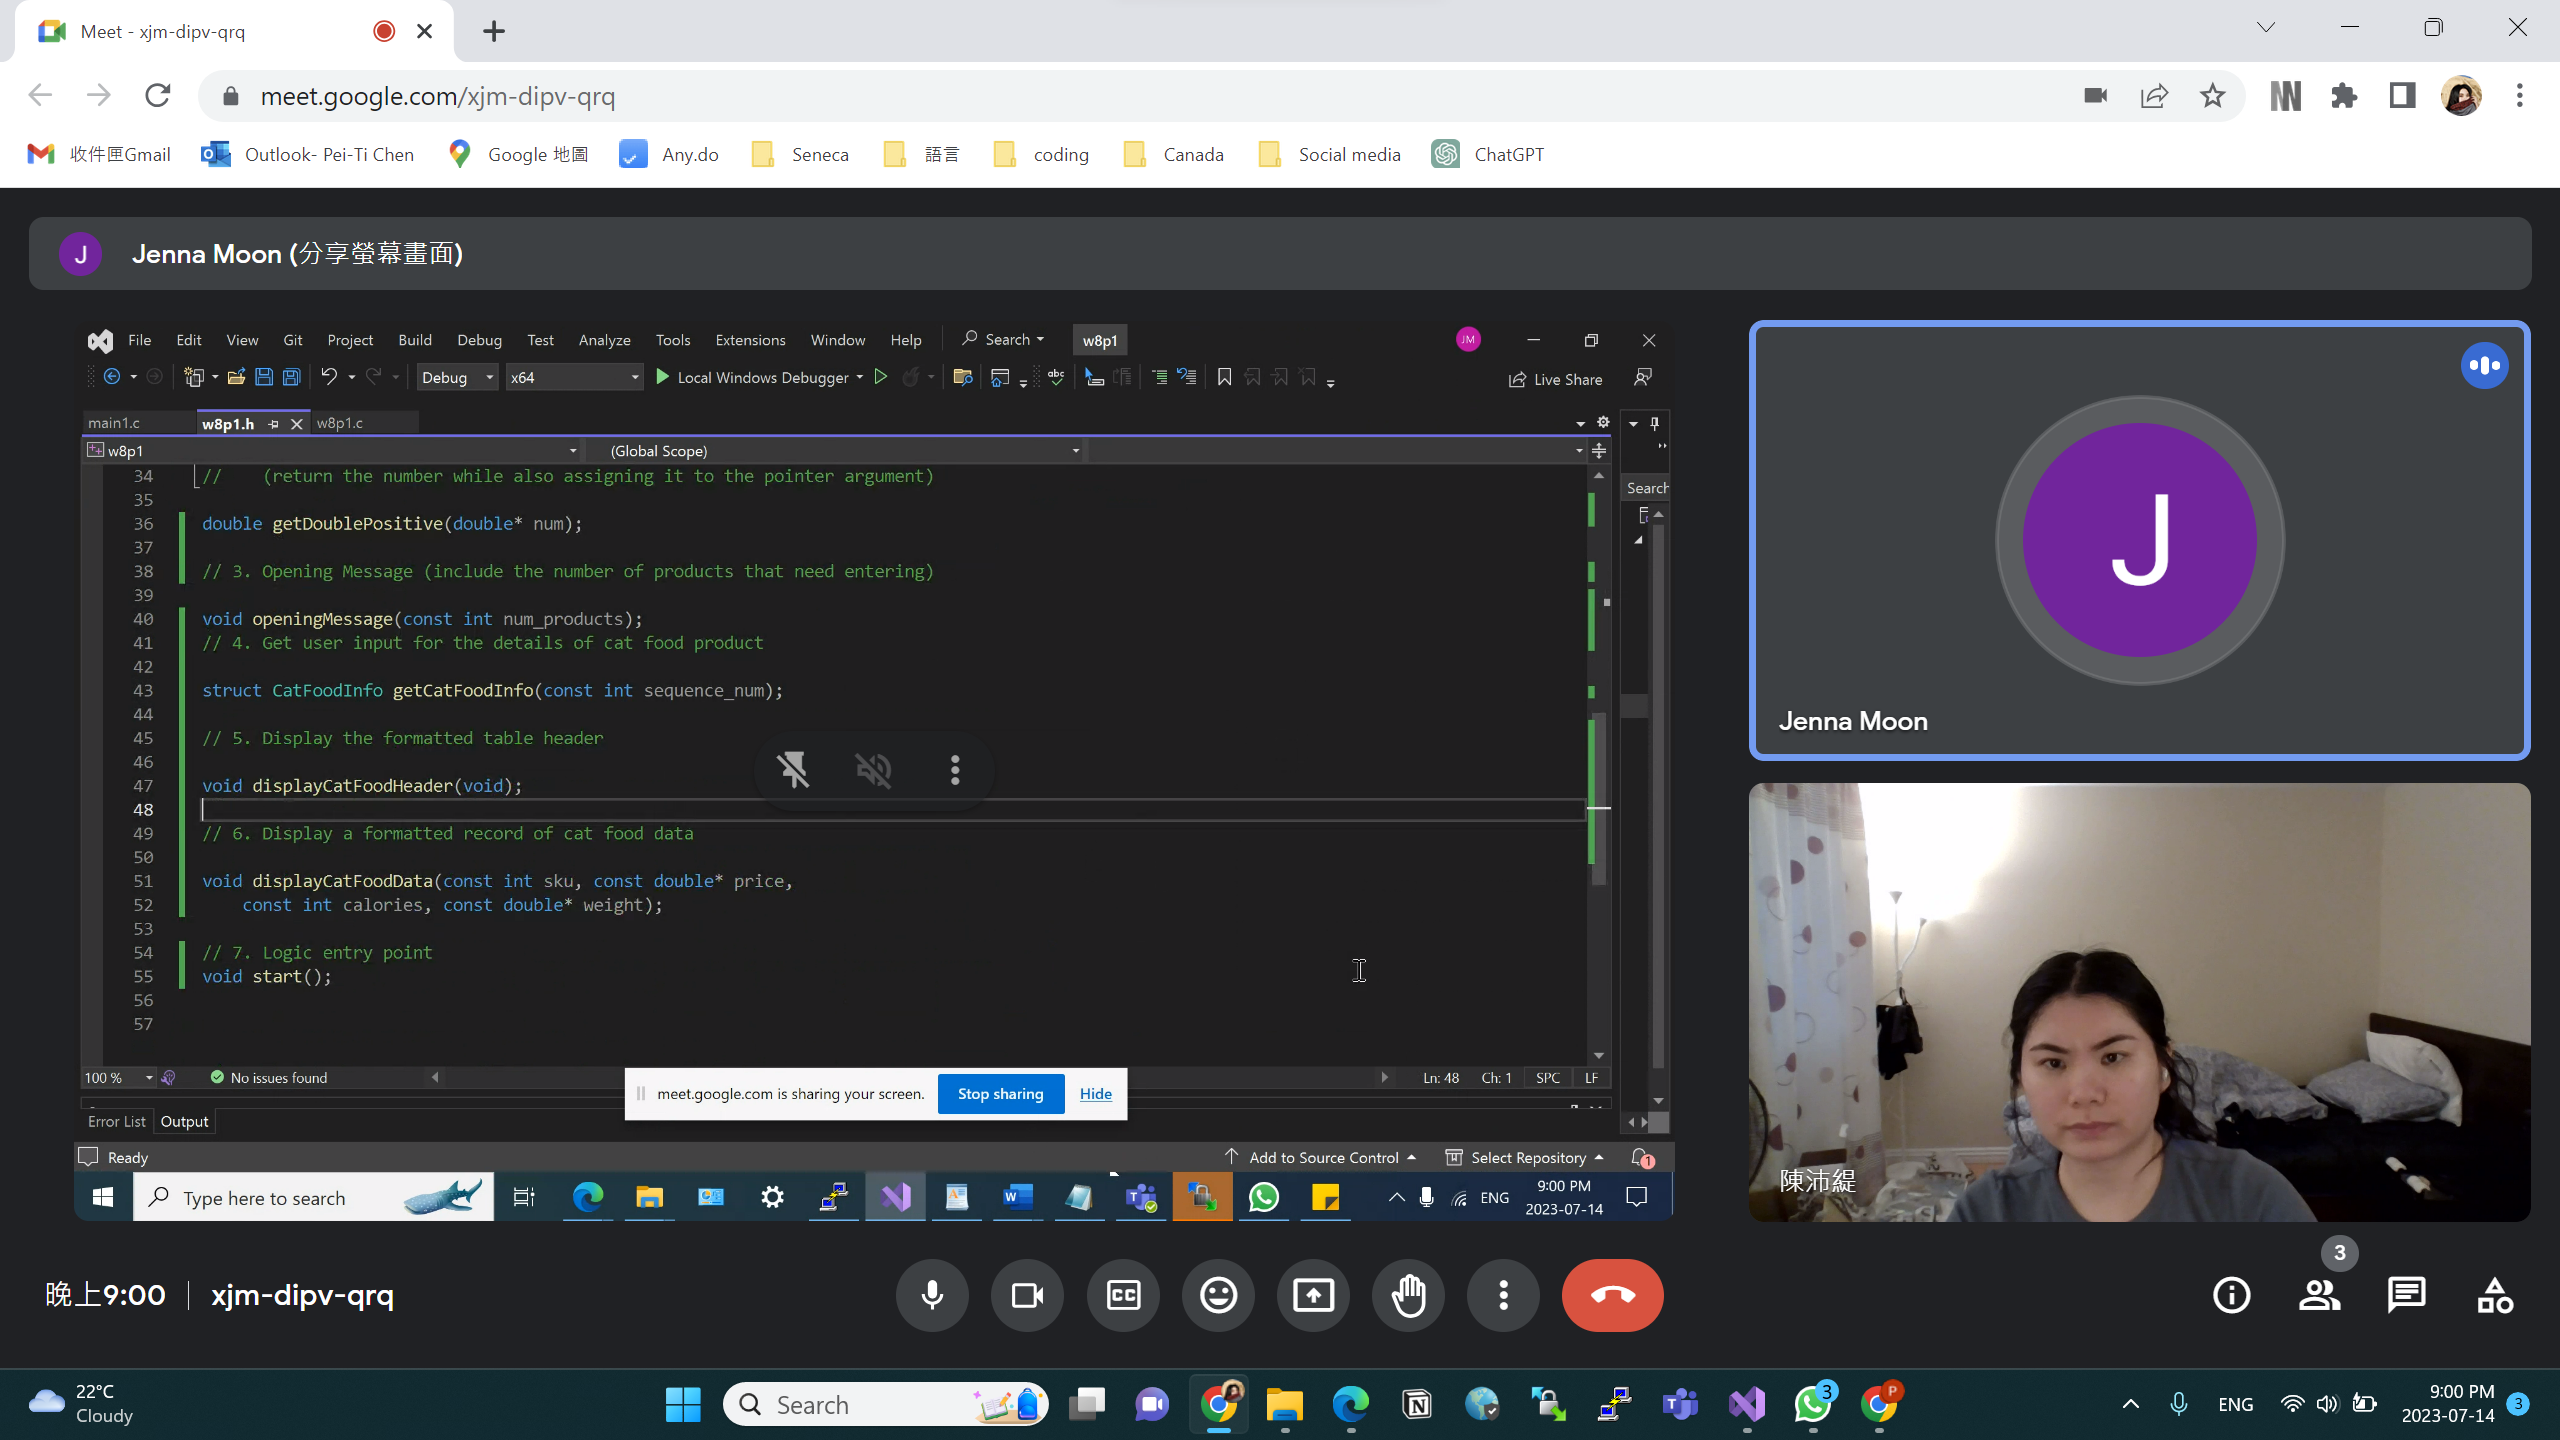 Meet - xjm-dipv-qrq
meet.google.com/xjm-dipv-qrq
收件匣Gmail
Outlook- Pei-Ti Chen
Google 地圖
Any.do
Seneca
語言
coding
Canada
Social media
ChatGPT
J
Jenna Moon (分享螢幕畫面)
File Edit View Git Project Build Debug Test Analyze Tools Extensions Window Help Search w8p1 JM
Debug x64 Local Windows Debugger abc Live Share
main1.c w8p1.h w8p1.c
w8p1 (Global Scope)
Search
34 // (return the number while also assigning it to the pointer argument)
35
36 double getDoublePositive(double* num);
37
38 // 3. Opening Message (include the number of products that need entering)
39
40 void openingMessage(const int num_products);
41 // 4. Get user input for the details of cat food product
42
43 struct CatFoodInfo getCatFoodInfo(const int sequence_num);
44
45 // 5. Display the formatted table header
46
47 void displayCatFoodHeader(void);
48
49 // 6. Display a formatted record of cat food data
50
51 void displayCatFoodData(const int sku, const double* price,
52 const int calories, const double* weight);
53
54 // 7. Logic entry point
55 void start();
56
57
100 % No issues found Ln: 48 Ch: 1 SPC LF
meet.google.com is sharing your screen. Stop sharing Hide
Error List Output
Ready Add to Source Control Select Repository 1
Type here to search ENG 9:00 PM
2023-07-14
J
Jenna Moon
陳沛緹
晚上9:00 xjm-dipv-qrq
CC
3
22°C
Cloudy
Search
3
P
ENG
9:00 PM
2023-07-14
3